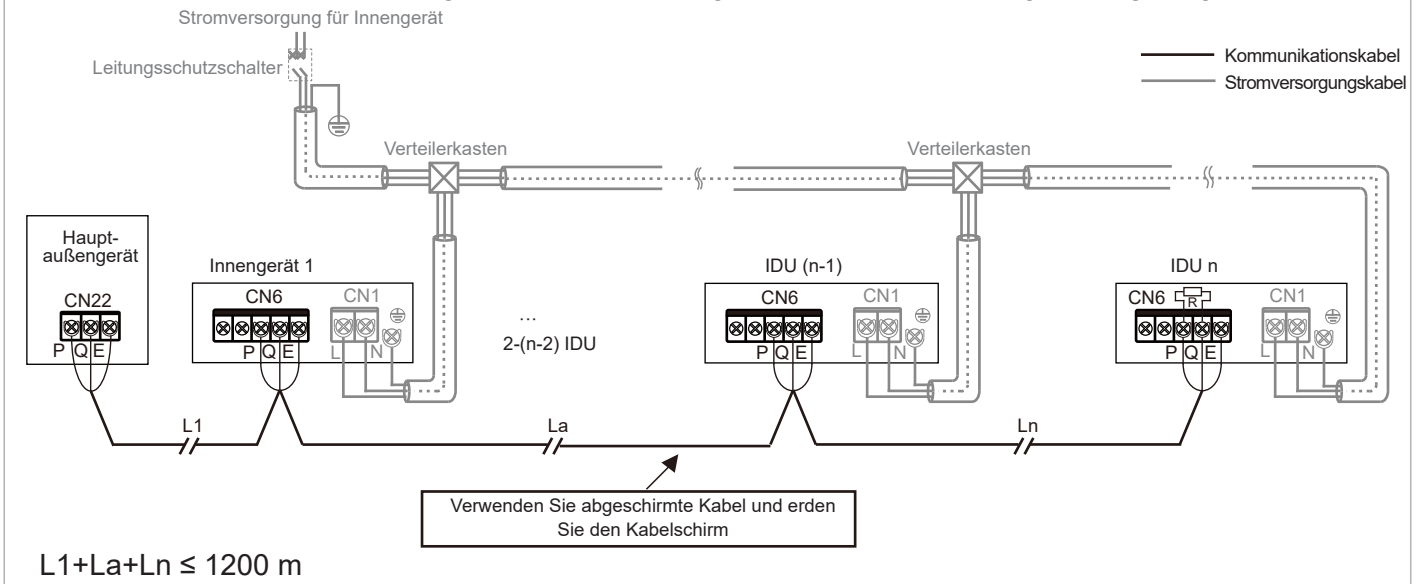 Stromversorgung für Innengerät
Leitungsschutzschalter
Kommunikationskabel
Stromversorgungskabel
Verteilerkasten
Verteilerkasten
Haupt-
außengerät
CN22
P Q E
Innengerät 1
CN6
CN1
P Q E
L N
...
2-(n-2) IDU
IDU (n-1)
CN6
CN1
P Q E
L N
IDU n
CN6
R
CN1
P Q E
L N
L1
La
Ln
Verwenden Sie abgeschirmte Kabel und erden
Sie den Kabelschirm
L1+La+Ln ≤ 1200 m